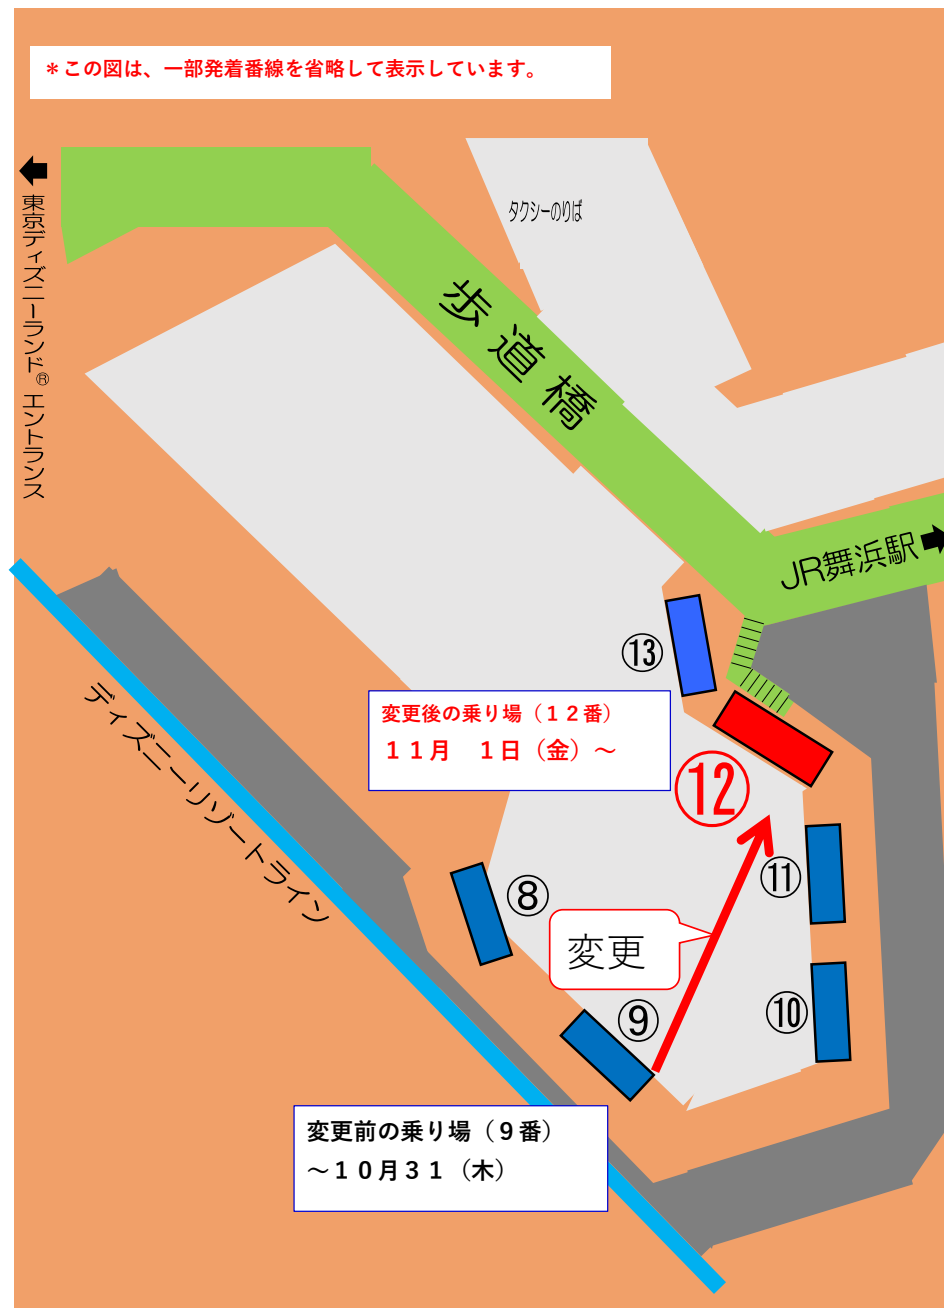 ＊この図は、一部発着番線を省略して表示しています。
東京ディズニーランド® エントランス
タクシーのりば
歩道橋
JR舞浜駅
⑬
変更後の乗り場（１２番）
１１月　１日（金）～
⑫
⑪
⑧
変更
⑩
⑨
ディズニーリゾートライン
変更前の乗り場（９番）
～１０月３１（木）